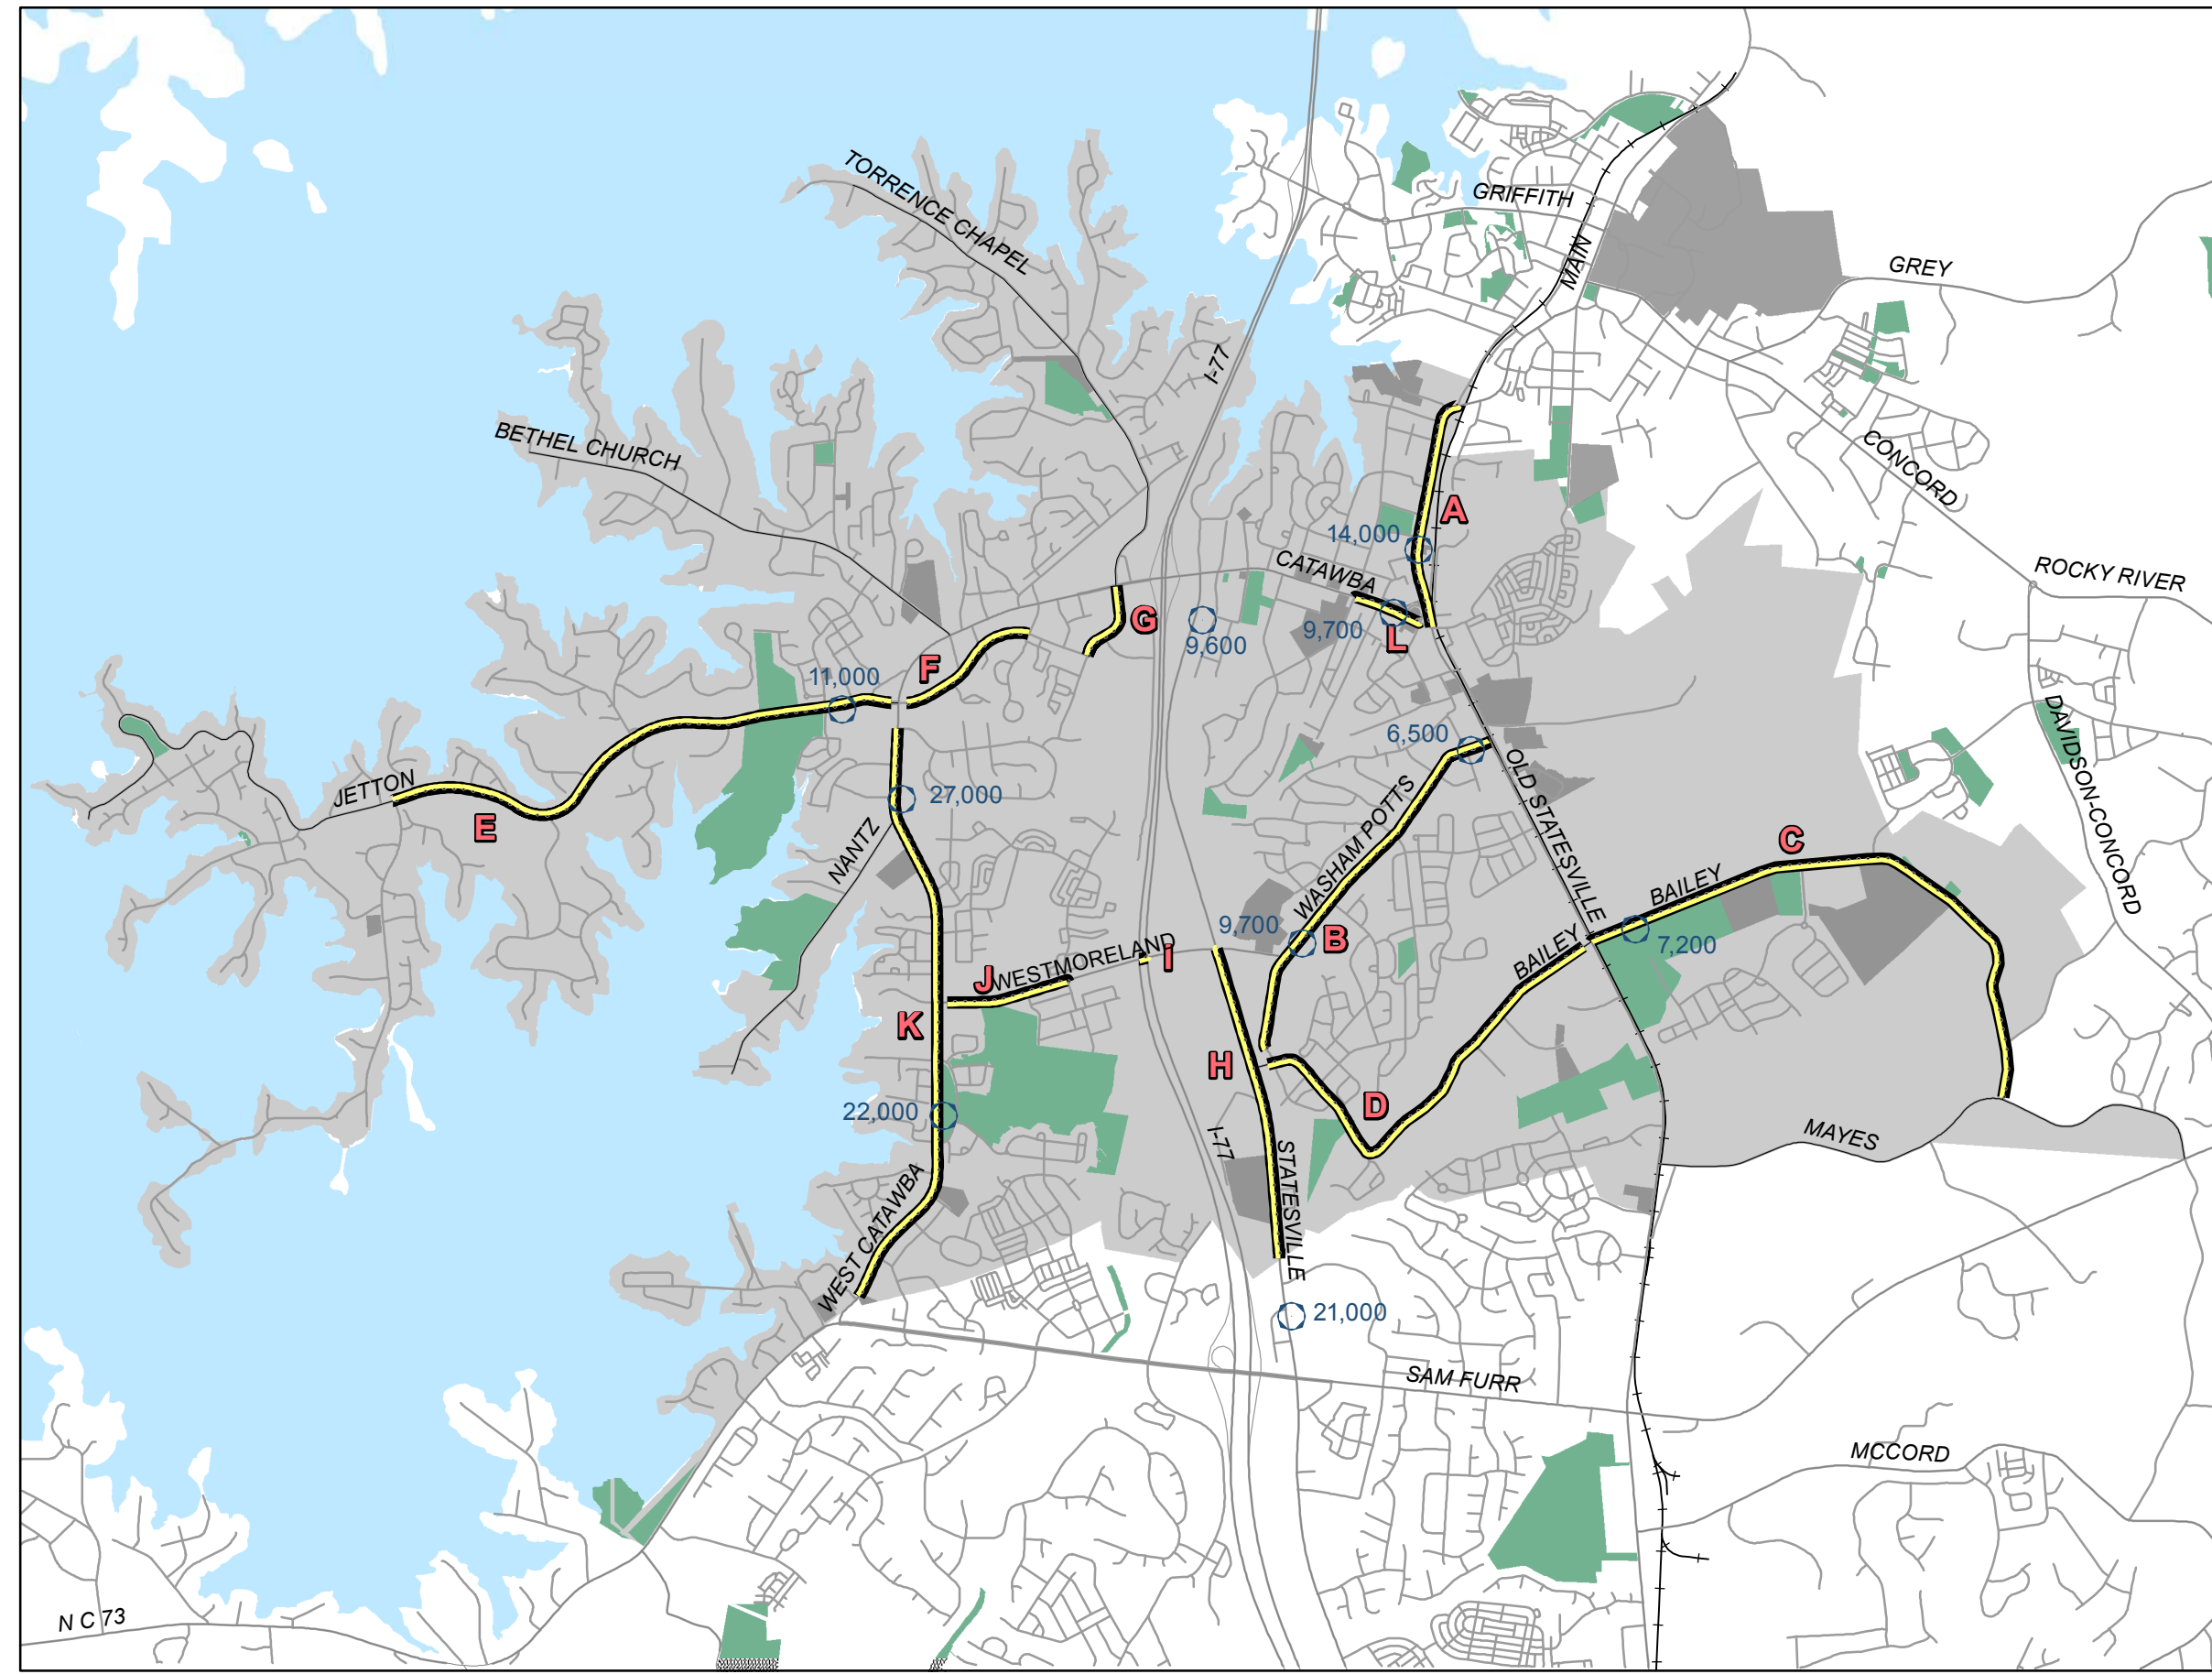 TORRENCE CHAPEL
GRIFFITH
MAIN
GREY
I-77
BETHEL CHURCH
CONCORD
A
14,000
CATAWBA
ROCKY RIVER
G
9,600
9,700
L
F
11,000
6,500
DAVIDSON-CONCORD
JETTON
E
27,000
OLD STATESVILLE
WASHAM POTTS
NANTZ
C
BAILEY
9,700
B
7,200
BAILEY
WESTMORELAND
I
J
K
H
D
22,000
I-77
MAYES
STATESVILLE
WEST CATAWBA
21,000
SAM FURR
MCCORD
N C 73